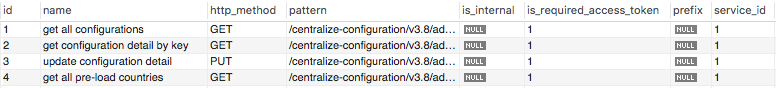 id name http_method pattern is_internal is_required_access_token prefix service_id
1 get all configurations GET /centralize-configuration/v3.8/ad... NULL 1 NULL 1
2 get configuration detail by key GET /centralize-configuration/v3.8/ad... NULL 1 NULL 1
3 update configuration detail PUT /centralize-configuration/v3.8/ad... NULL 1 NULL 1
4 get all pre-load countries GET /centralize-configuration/v3.8/ad... NULL 1 NULL 1